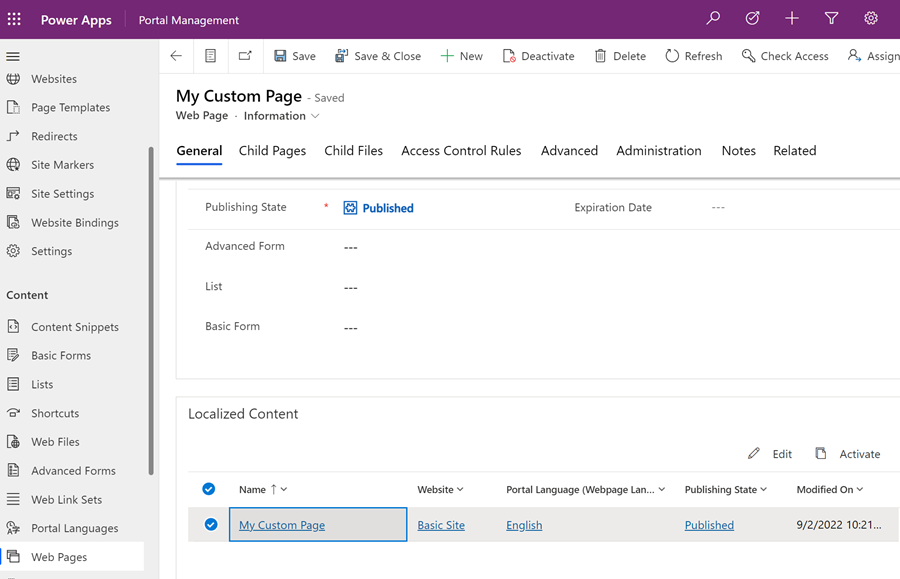 Power Apps Portal Management
Save Save & Close New Deactivate Delete Refresh Check Access Assign
My Custom Page - Saved
Web Page · Information
General Child Pages Child Files Access Control Rules Advanced Administration Notes Related
Websites
Page Templates
Redirects
Site Markers
Site Settings
Website Bindings
Settings
Content
Content Snippets
Basic Forms
Lists
Shortcuts
Web Files
Advanced Forms
Web Link Sets
Portal Languages
Web Pages
Publishing State * Published Expiration Date ---
Advanced Form ---
List ---
Basic Form ---
Localized Content
Edit Activate
Name ↑ Website Portal Language (Webpage Lan... Publishing State Modified On
My Custom Page Basic Site English Published 9/2/2022 10:21...